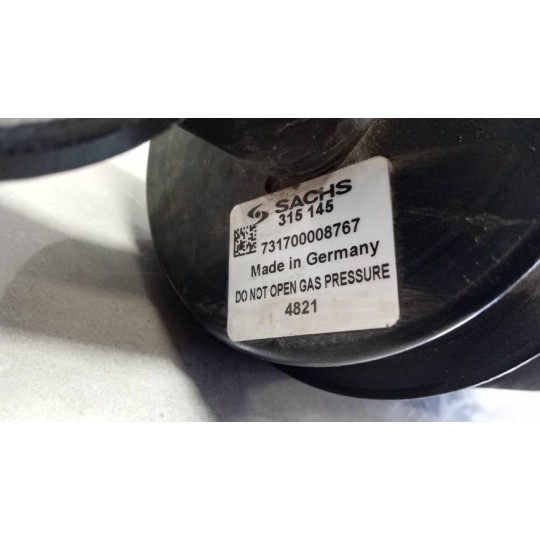 SACHS
315 145
731700008767
Made in Germany
DO NOT OPEN GAS PRESSURE
4821